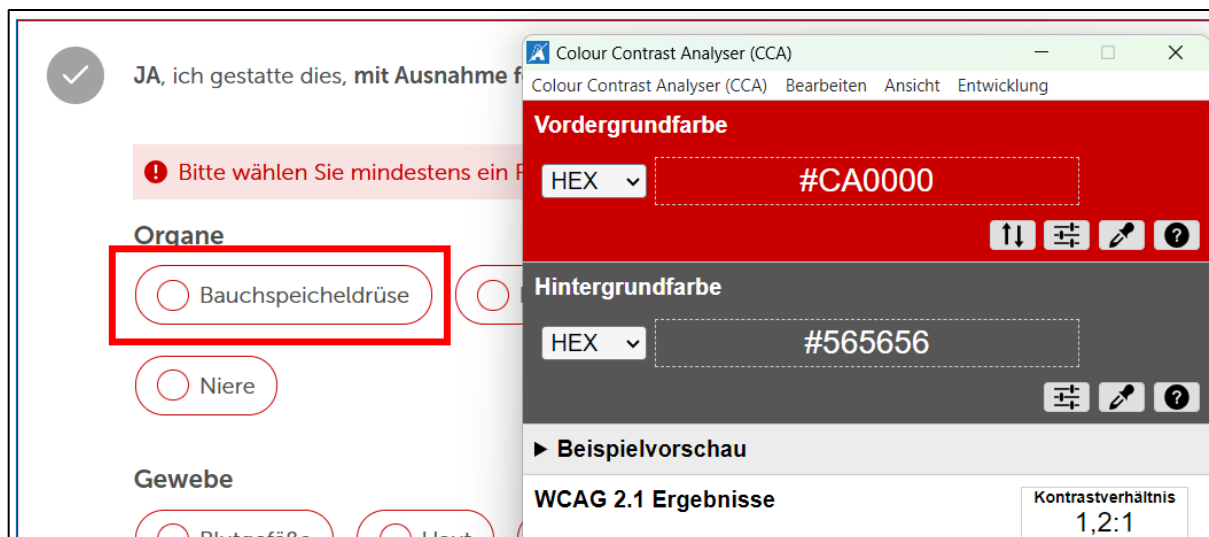 JA, ich gestatte dies, mit Ausnahme
Bitte wählen Sie mindestens ein
Organe
Bauchspeicheldrüse
Niere
Gewebe
Blutgefäße
Haut
Colour Contrast Analyser (CCA)
Colour Contrast Analyser (CCA) Bearbeiten Ansicht Entwicklung
Vordergrundfarbe
HEX #CA0000
Hintergrundfarbe
HEX #565656
Beispielvorschau
WCAG 2.1 Ergebnisse
Kontrastverhältnis
1,2:1